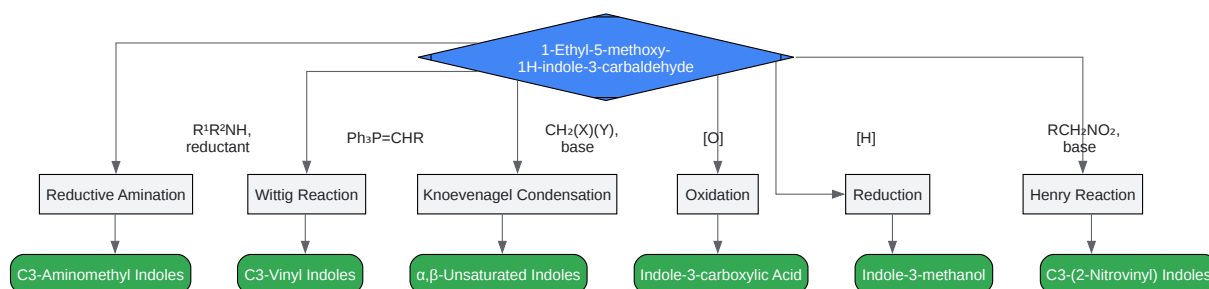 1-Ethyl-5-methoxy-
1H-indole-3-carbaldehyde
R¹R²NH,
reductant
Ph₃P=CHR
CH₂(X)(Y),
base
[O]
[H]
RCH₂NO₂,
base
Reductive Amination
Wittig Reaction
Knoevenagel Condensation
Oxidation
Reduction
Henry Reaction
C3-Aminomethyl Indoles
C3-Vinyl Indoles
α,β-Unsaturated Indoles
Indole-3-carboxylic Acid
Indole-3-methanol
C3-(2-Nitrovinyl) Indoles